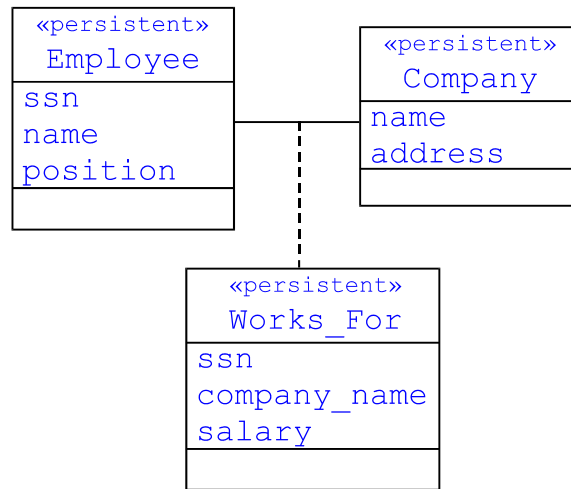 «persistent»
Employee
ssn
name
position
«persistent»
Company
name
address
«persistent»
Works_For
ssn
company_name
salary